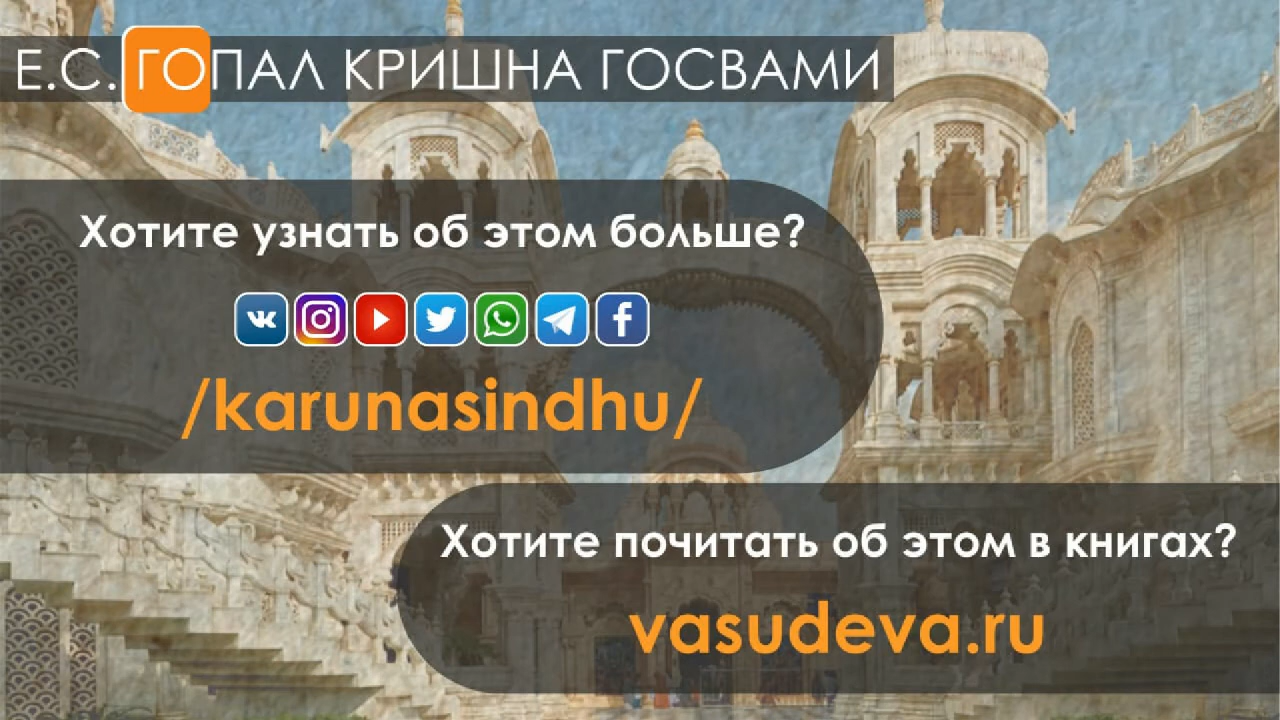 Е.С. ГОПАЛ КРИШНА ГОСВАМИ
Хотите узнать об этом больше?
/karunasindhu/
Хотите почитать об этом в книгах?
vasudeva.ru